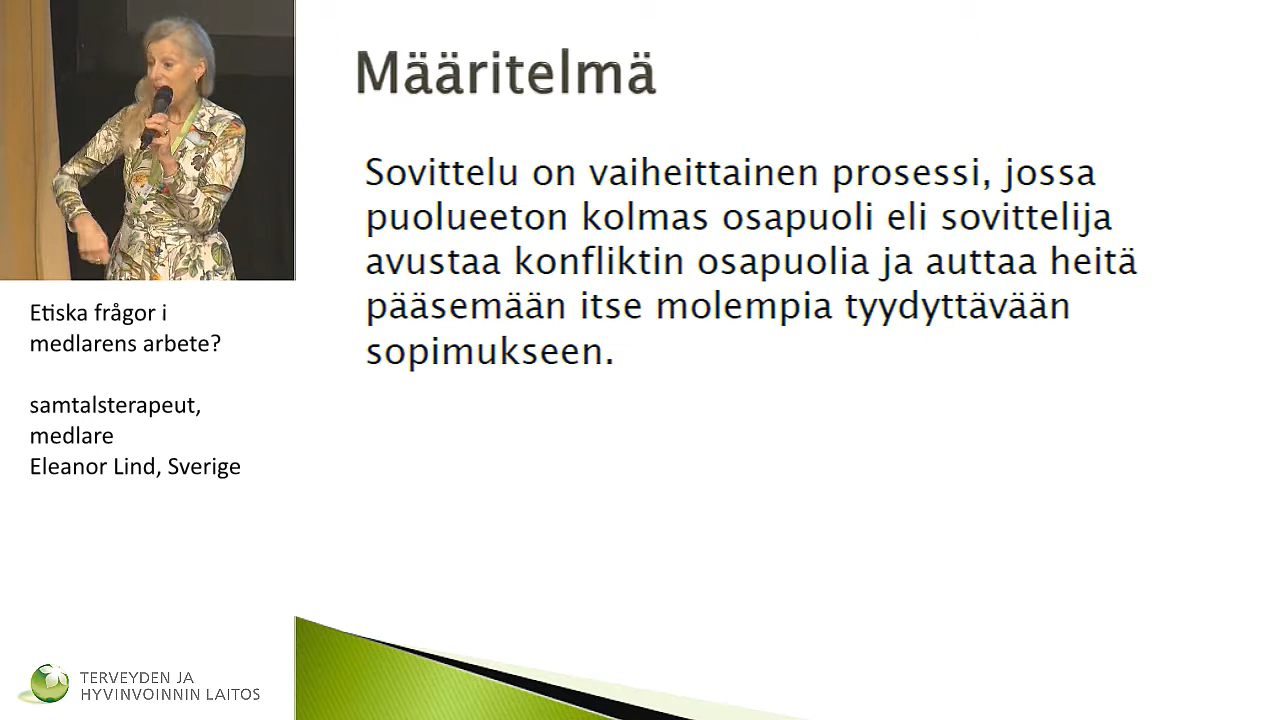 Määritelmä
Sovittelu on vaiheittainen prosessi, jossa
puolueeton kolmas osapuoli eli sovittelija
avustaa konfliktin osapuolia ja auttaa heitä
pääsemään itse molempia tyydyttävään
sopimukseen.
Etiska frågor i
medlarens arbete?
samtalsterapeut,
medlare
Eleanor Lind, Sverige
TERVEYDEN JA
HYVINVOINNIN LAITOS